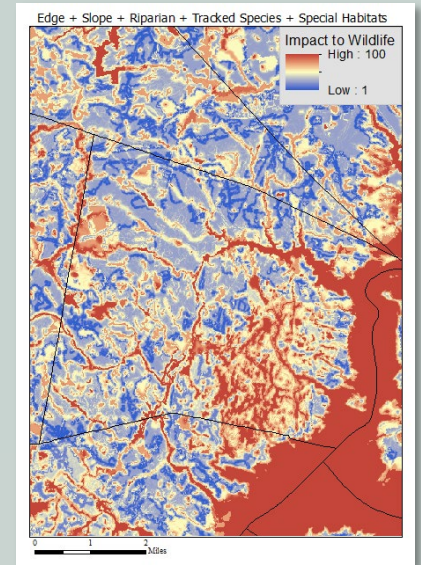 Edge + Slope + Riparian + Tracked Species + Special Habitats
Impact to Wildlife
High : 100
Low : 1
0 1 2
Miles